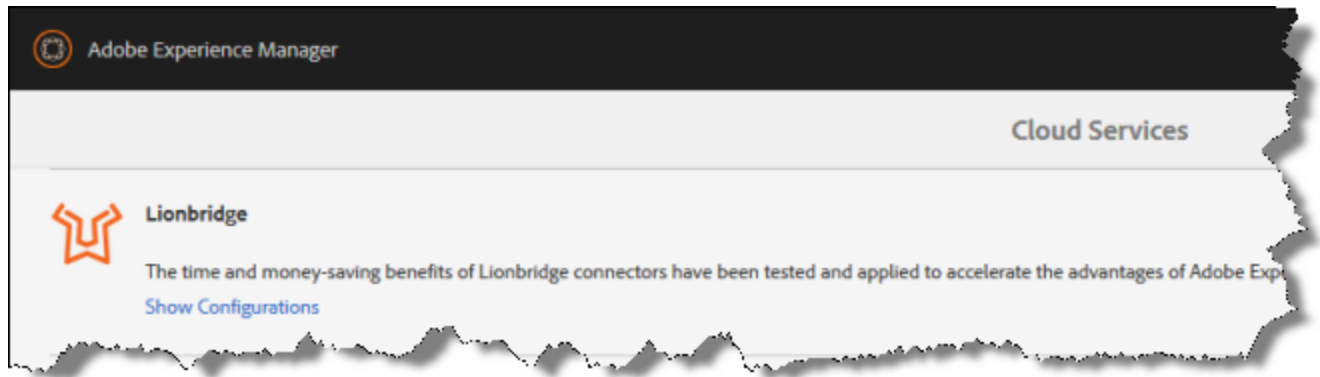 Adobe Experience Manager
Cloud Services
Lionbridge
The time and money-saving benefits of Lionbridge connectors have been tested and applied to accelerate the advantages of Adobe Exp
Show Configurations